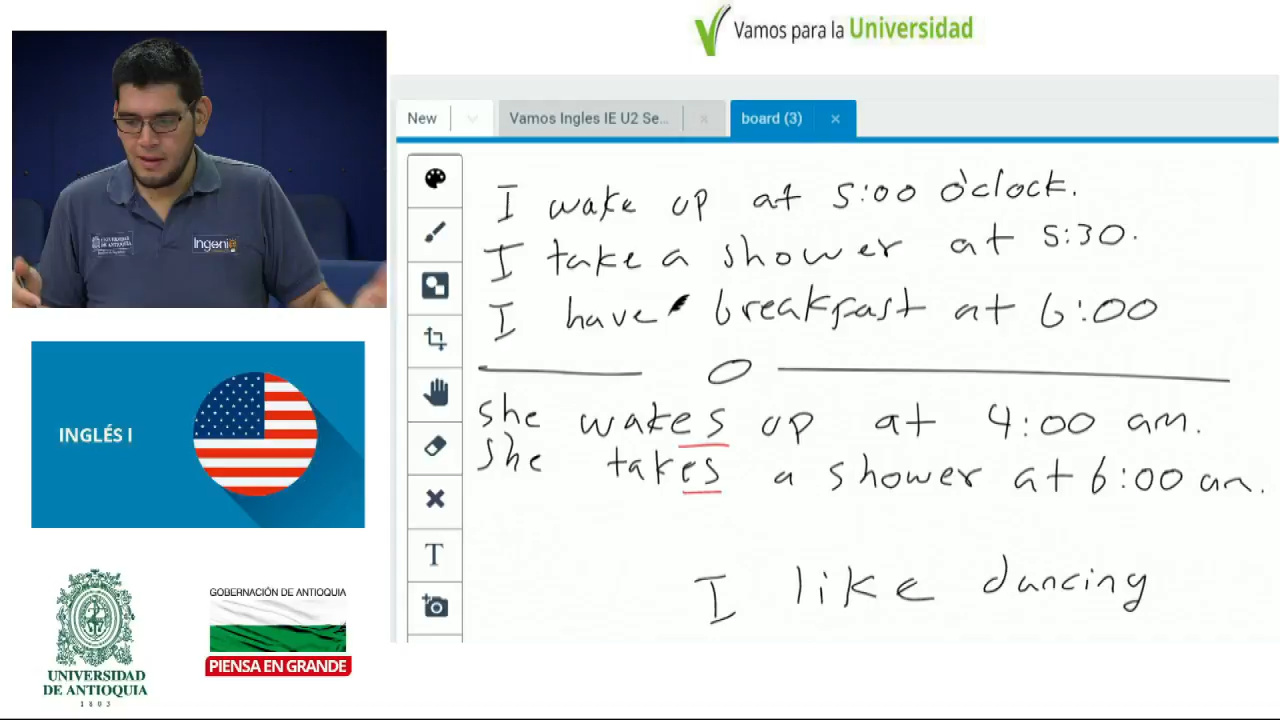 Vamos para la Universidad
New
Vamos Ingles IE U2 Se...
board (3)
I wake up at 5:00 o'clock.
I take a shower at 5:30.
I have breakfast at 6:00
she wakes up at 4:00 am.
she takes a shower at 6:00 am.
I like dancing
Ingeni@
INGLÉS I
T
UNIVERSIDAD
DE ANTIOQUIA
1803
GOBERNACIÓN DE ANTIOQUIA
PIENSA EN GRANDE